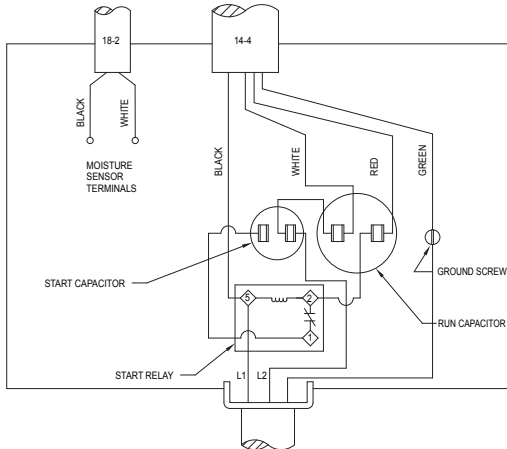 18-2
14-4
BLACK
WHITE
MOISTURE
SENSOR
TERMINALS
BLACK
WHITE
RED
GREEN
START CAPACITOR
GROUND SCREW
RUN CAPACITOR
5
2
1
START RELAY
L1
L2